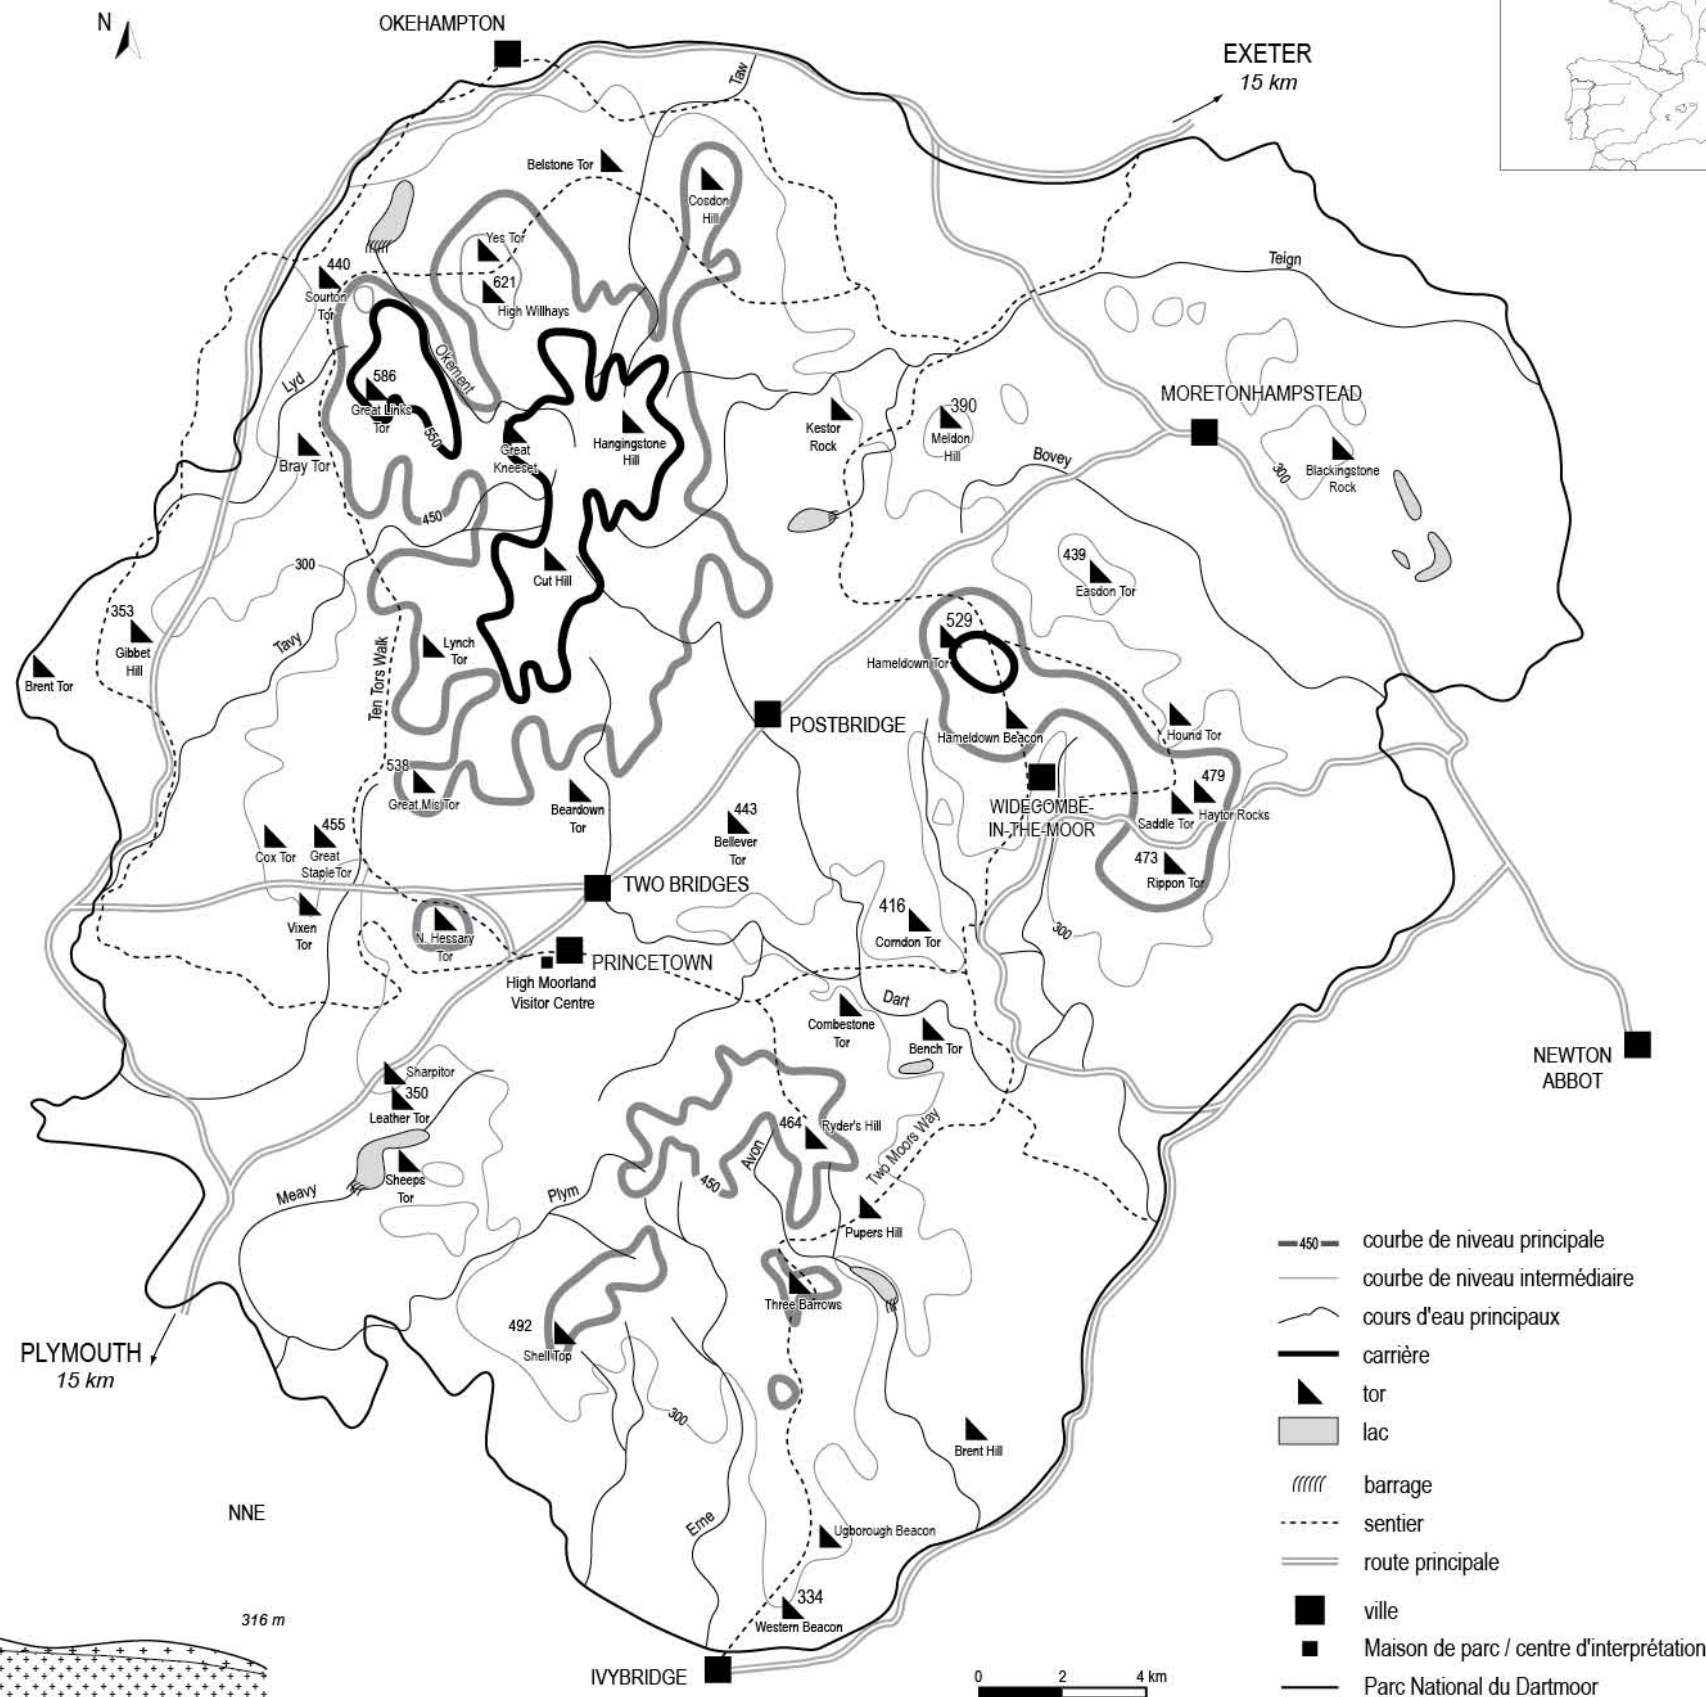 N
OKEHAMPTON
EXETER
15 km
Taw
Belstone Tor
Cosdon
Hill
Yes Tor
621
High Willhays
440
Sourton
Tor
Teign
Okement
Lyd
586
Great Links
Tor
550
Great
Kneeset
Hangingstone
Hill
Kestor
Rock
390
Meldon
Hill
MORETONHAMPSTEAD
Bovey
300
Blackingstone
Rock
Bray Tor
450
300
Cut Hill
439
Easdon Tor
353
Gibbet
Hill
Brent Tor
Tavy
Ten Tors Walk
Lynch
Tor
529
Hameldown Tor
POSTBRIDGE
Hameldown Beacon
Hound Tor
538
Great Mis Tor
Beardown
Tor
443
Bellever
Tor
WIDECOMBE-
IN-THE-MOOR
479
Saddle Tor
Haytor Rocks
473
Rippon Tor
Cox Tor
455
Great
Staple Tor
TWO BRIDGES
Vixen
Tor
N. Hessary
Tor
416
Corndon Tor
300
PRINCETOWN
High Moorland
Visitor Centre
Combestone
Tor
Dart
Bench Tor
NEWTON
ABBOT
Sharpitor
350
Leather Tor
464
Ryder's Hill
Avon
Two Moors Way
450
Sheeps
Tor
Meavy
Plym
Pupers Hill
Three Barrows
492
Shell Top
PLYMOUTH
15 km
300
Brent Hill
NNE
Erne
Ugborough Beacon
334
Western Beacon
316 m
IVYBRIDGE
0 2 4 km
450 courbe de niveau principale
courbe de niveau intermédiaire
cours d'eau principaux
carrière
tor
lac
barrage
sentier
route principale
ville
Maison de parc / centre d'interprétation
Parc National du Dartmoor